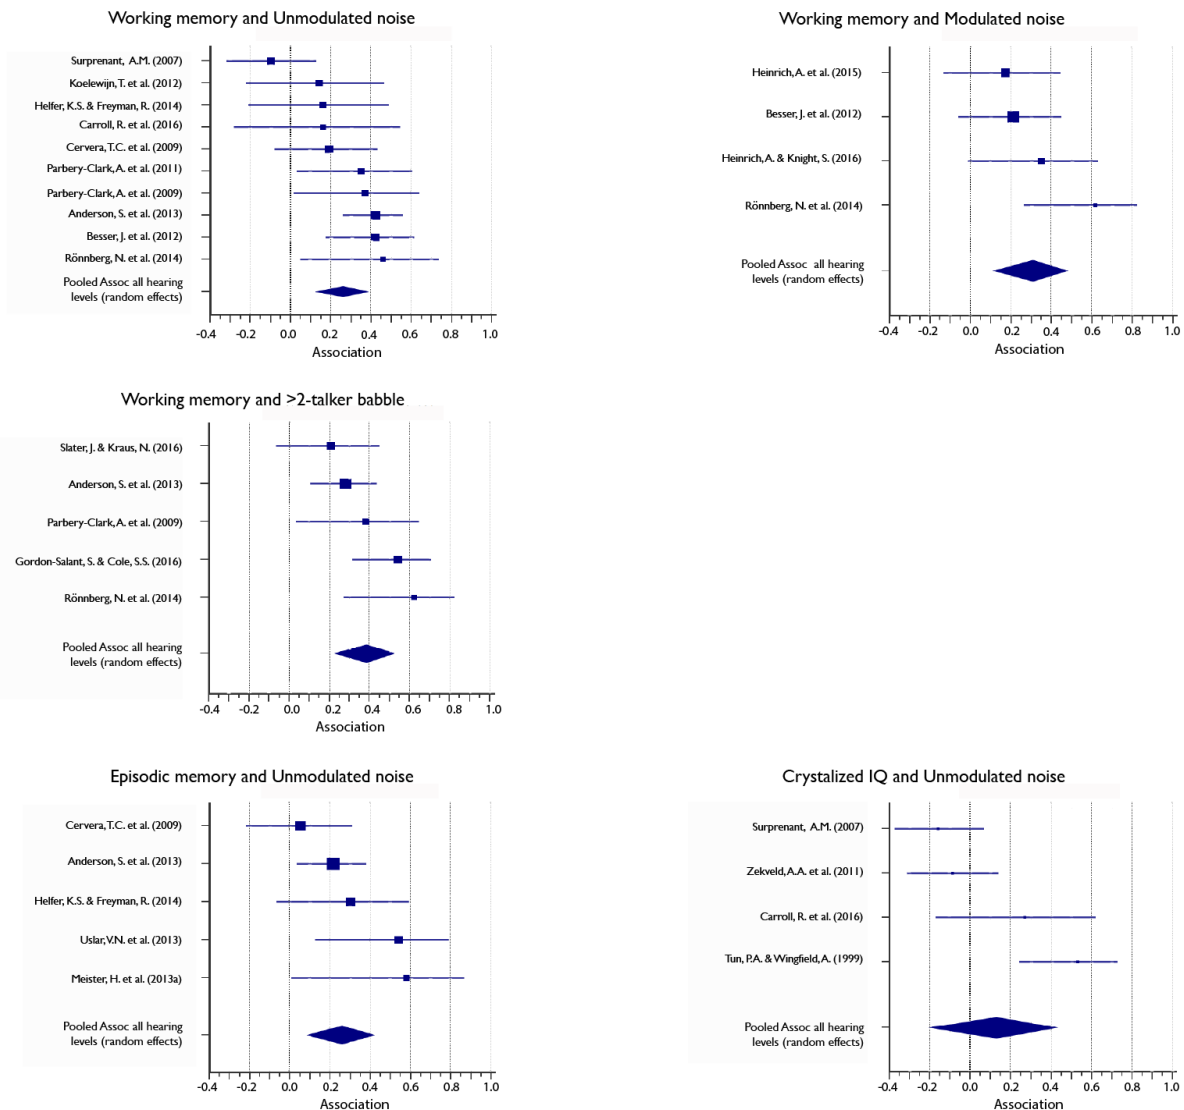 Working memory and Unmodulated noise
Surprenant, A.M. (2007)
Koelewijn, T. et al. (2012)
Helfer, K.S. & Freyman, R. (2014)
Carroll, R. et al. (2016)
Cervera, T.C. et al. (2009)
Parbery-Clark, A. et al. (2011)
Parbery-Clark, A. et al. (2009)
Anderson, S. et al. (2013)
Besser, J. et al. (2012)
Rönnberg, N. et al. (2014)
Pooled Assoc all hearing
levels (random effects)
-0.4 -0.2 0.0 0.2 0.4 0.6 0.8 1.0
Association
Working memory and Modulated noise
Heinrich, A. et al. (2015)
Besser, J. et al. (2012)
Heinrich, A. & Knight, S. (2016)
Rönnberg, N. et al. (2014)
Pooled Assoc all hearing
levels (random effects)
-0.4 -0.2 0.0 0.2 0.4 0.6 0.8 1.0
Association
Working memory and >2-talker babble
Slater, J. & Kraus, N. (2016)
Anderson, S. et al. (2013)
Parbery-Clark, A. et al. (2009)
Gordon-Salant, S. & Cole, S.S. (2016)
Rönnberg, N. et al. (2014)
Pooled Assoc all hearing
levels (random effects)
-0.4 -0.2 0.0 0.2 0.4 0.6 0.8 1.0
Association
Episodic memory and Unmodulated noise
Cervera, T.C. et al. (2009)
Anderson, S. et al. (2013)
Helfer, K.S. & Freyman, R. (2014)
Uslar, V.N. et al. (2013)
Meister, H. et al. (2013a)
Pooled Assoc all hearing
levels (random effects)
-0.4 -0.2 0.0 0.2 0.4 0.6 0.8 1.0
Association
Crystalized IQ and Unmodulated noise
Surprenant, A.M. (2007)
Zekveld, A.A. et al. (2011)
Carroll, R. et al. (2016)
Tun, P.A. & Wingfield, A. (1999)
Pooled Assoc all hearing
levels (random effects)
-0.4 -0.2 0.0 0.2 0.4 0.6 0.8 1.0
Association